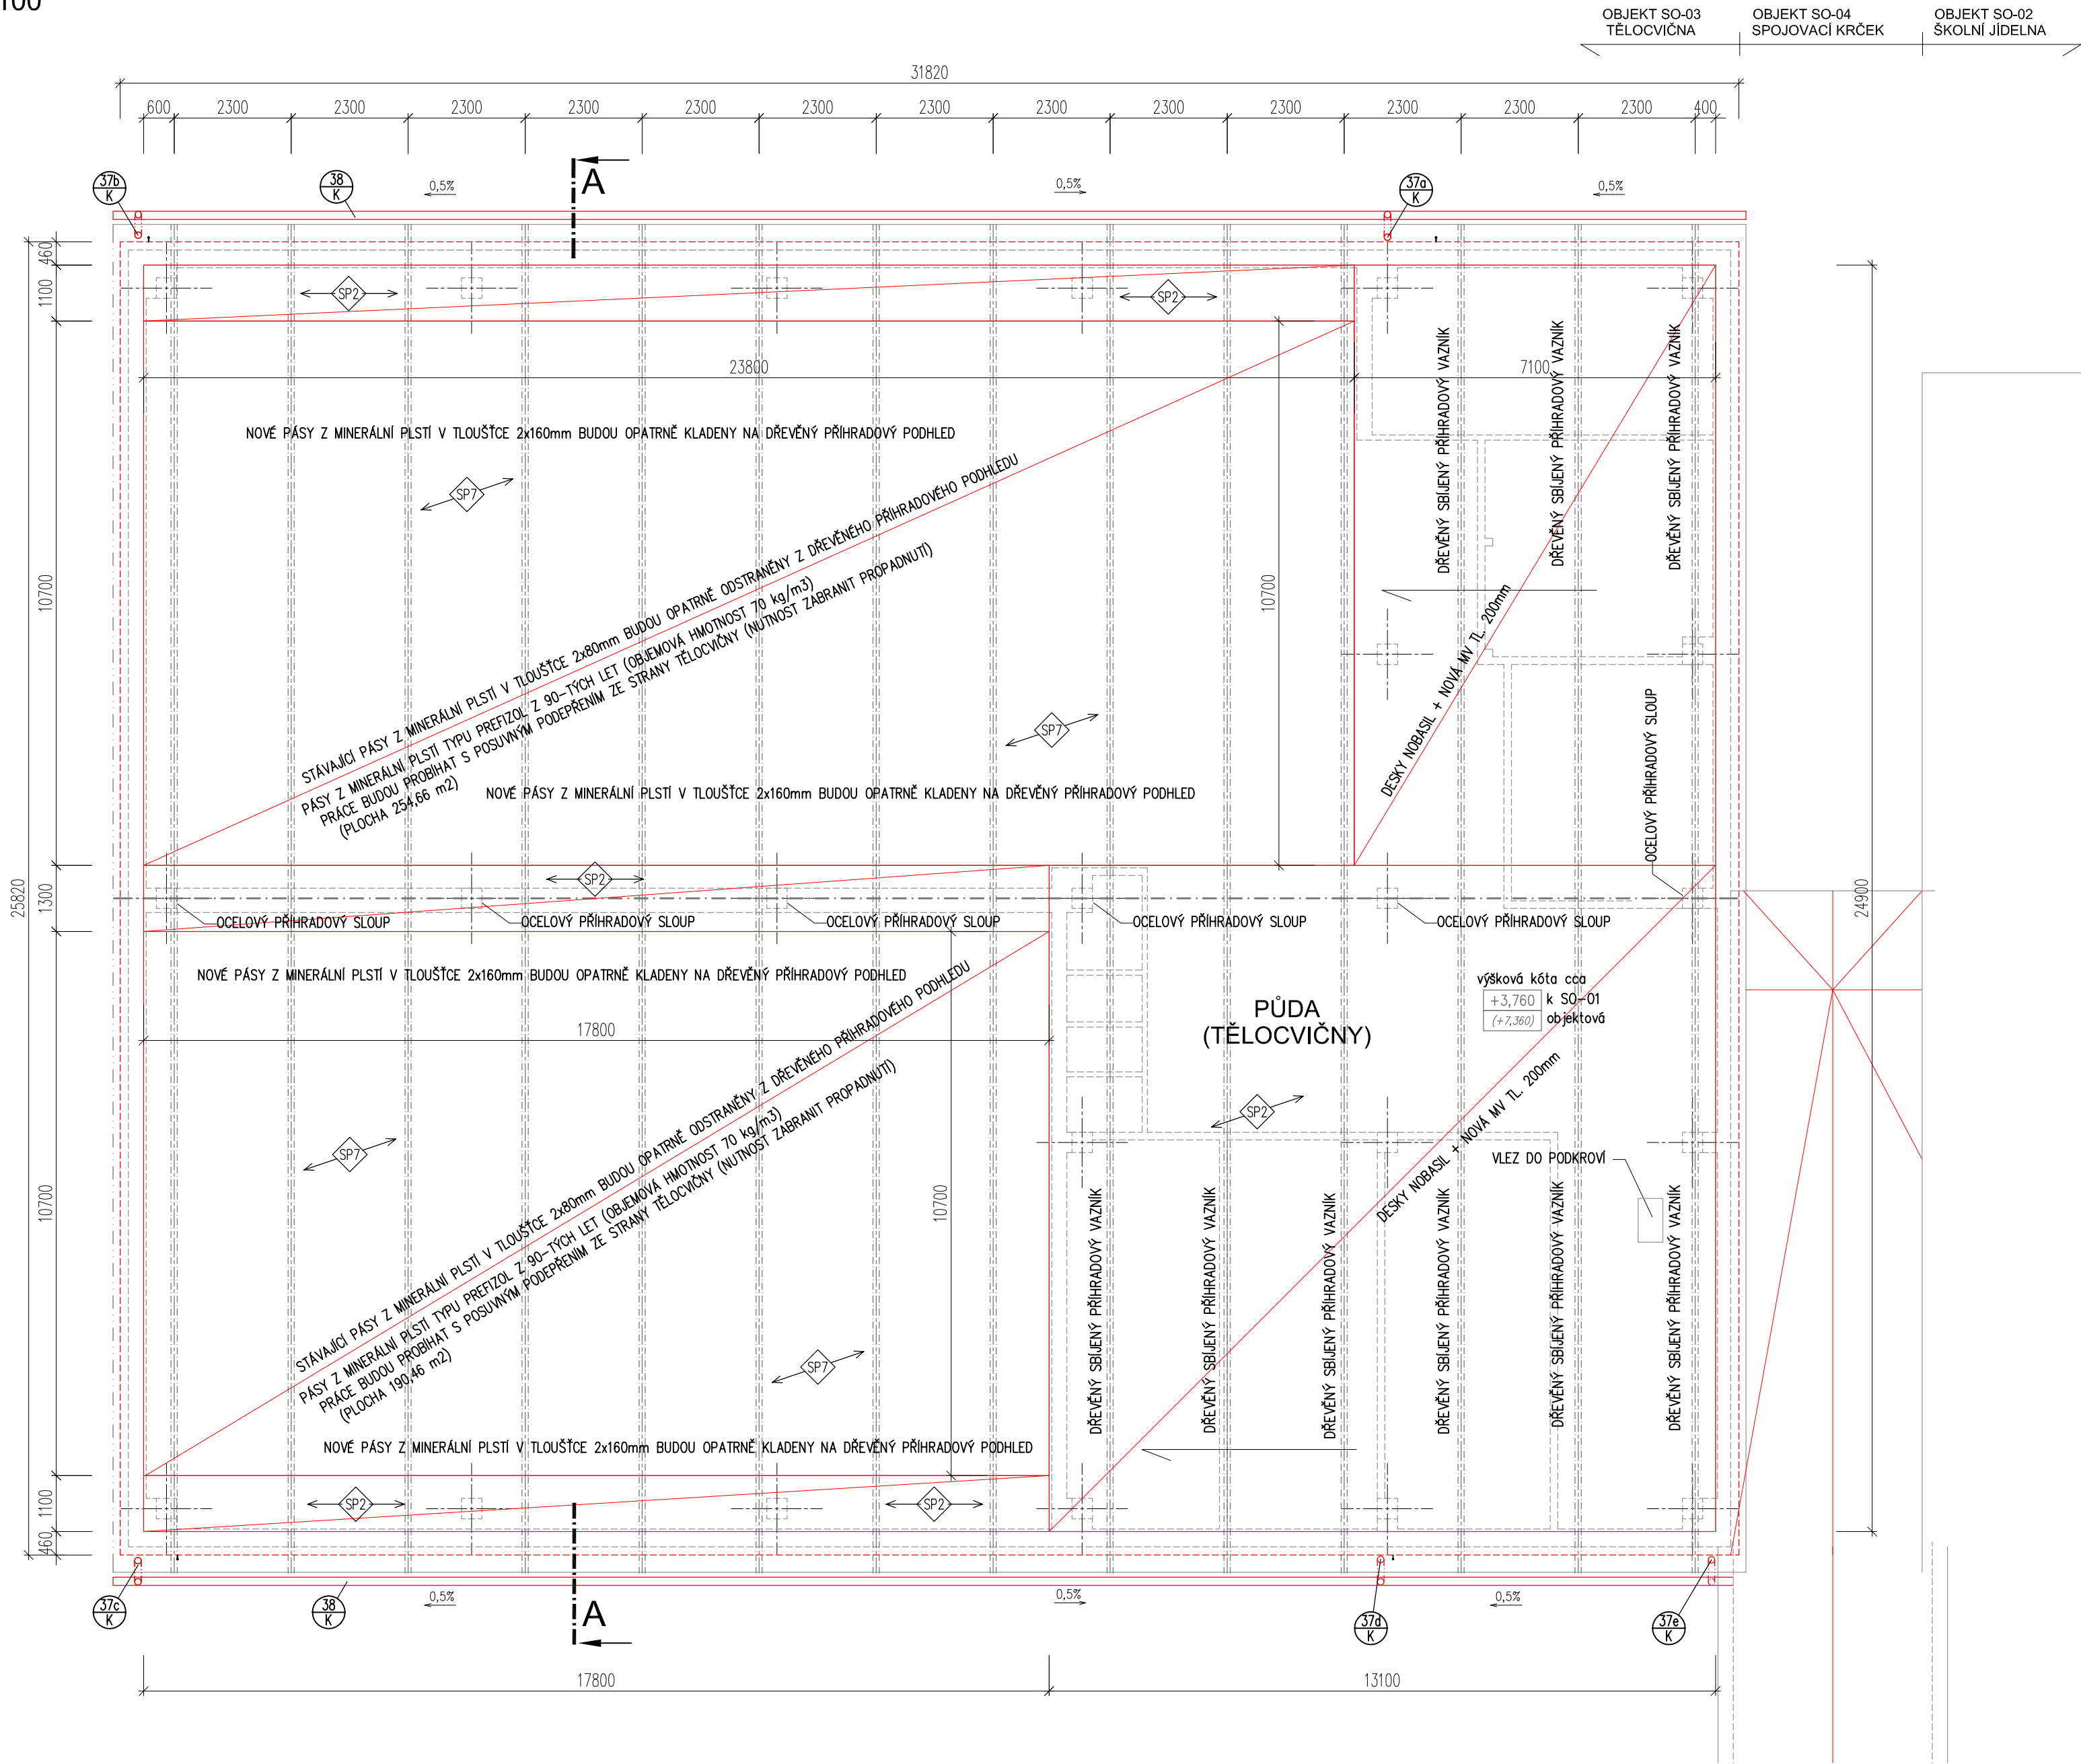 100
OBJEKT SO-03
TĚLOCVIČNA
OBJEKT SO-04
SPOJOVACÍ KRČEK
OBJEKT SO-02
ŠKOLNÍ JÍDELNA
31820
600 2300 2300 2300 2300 2300 2300 2300 2300 2300 2300 2300 2300 2300 400
37b
K
38
K
0,5%
A
0,5%
37a
K
0,5%
460
1100
10700
25820
1300
10700
1100
460
SP2
SP2
23800
7100
NOVÉ PÁSY Z MINERÁLNÍ PLSTÍ V TLOUŠŤCE 2x160mm BUDOU OPATRNĚ KLADENY NA DŘEVĚNÝ PŘÍHRADOVÝ PODHLED
SP7
STÁVAJÍCÍ PÁSY Z MINERÁLNÍ PLSTÍ V TLOUŠŤCE 2x80mm BUDOU OPATRNĚ ODSTRANĚNY Z DŘEVĚNÉHO PŘÍHRADOVÉHO PODHLEDU
PÁSY Z MINERÁLNÍ PLSTÍ TYPU PREFIZOL Z 90-TÝCH LET (OBJEMOVÁ HMOTNOST 70 kg/m3)
PRÁCE BUDOU PROBÍHAT S POSUVNÝM PODEPŘENÍM ZE STRANY TĚLOCVIČNY (NUTNOST ZABRANIT PROPADNUTÍ)
(PLOCHA 254,66 m2)
10700
SP7
NOVÉ PÁSY Z MINERÁLNÍ PLSTÍ V TLOUŠŤCE 2x160mm BUDOU OPATRNĚ KLADENY NA DŘEVĚNÝ PŘÍHRADOVÝ PODHLED
DŘEVĚNÝ SBÍJENÝ PŘÍHRADOVÝ VAZNÍK
DŘEVĚNÝ SBÍJENÝ PŘÍHRADOVÝ VAZNÍK
DŘEVĚNÝ SBÍJENÝ PŘÍHRADOVÝ VAZNÍK
DESKY NOBASIL + NOVÁ MV TL. 200mm
OCELOVÝ PŘÍHRADOVÝ SLOUP
24900
SP2
OCELOVÝ PŘÍHRADOVÝ SLOUP
OCELOVÝ PŘÍHRADOVÝ SLOUP
OCELOVÝ PŘÍHRADOVÝ SLOUP
OCELOVÝ PŘÍHRADOVÝ SLOUP
OCELOVÝ PŘÍHRADOVÝ SLOUP
NOVÉ PÁSY Z MINERÁLNÍ PLSTÍ V TLOUŠŤCE 2x160mm BUDOU OPATRNĚ KLADENY NA DŘEVĚNÝ PŘÍHRADOVÝ PODHLED
17800
PŮDA
(TĚLOCVIČNY)
výšková kóta cca
+3,760 k SO-01
(+7,360) objektová
SP7
STÁVAJÍCÍ PÁSY Z MINERÁLNÍ PLSTÍ V TLOUŠŤCE 2x80mm BUDOU OPATRNĚ ODSTRANĚNY Z DŘEVĚNÉHO PŘÍHRADOVÉHO PODHLEDU
PÁSY Z MINERÁLNÍ PLSTÍ TYPU PREFIZOL Z 90-TÝCH LET (OBJEMOVÁ HMOTNOST 70 kg/m3)
PRÁCE BUDOU PROBÍHAT S POSUVNÝM PODEPŘENÍM ZE STRANY TĚLOCVIČNY (NUTNOST ZABRANIT PROPADNUTÍ)
(PLOCHA 190,46 m2)
10700
SP2
DESKY NOBASIL + NOVÁ MV TL. 200mm
VLEZ DO PODKROVÍ
DŘEVĚNÝ SBÍJENÝ PŘÍHRADOVÝ VAZNÍK
DŘEVĚNÝ SBÍJENÝ PŘÍHRADOVÝ VAZNÍK
DŘEVĚNÝ SBÍJENÝ PŘÍHRADOVÝ VAZNÍK
DŘEVĚNÝ SBÍJENÝ PŘÍHRADOVÝ VAZNÍK
DŘEVĚNÝ SBÍJENÝ PŘÍHRADOVÝ VAZNÍK
DŘEVĚNÝ SBÍJENÝ PŘÍHRADOVÝ VAZNÍK
SP7
NOVÉ PÁSY Z MINERÁLNÍ PLSTÍ V TLOUŠŤCE 2x160mm BUDOU OPATRNĚ KLADENY NA DŘEVĚNÝ PŘÍHRADOVÝ PODHLED
SP2
SP2
37c
K
38
K
0,5%
A
0,5%
37d
K
0,5%
37e
K
17800
13100